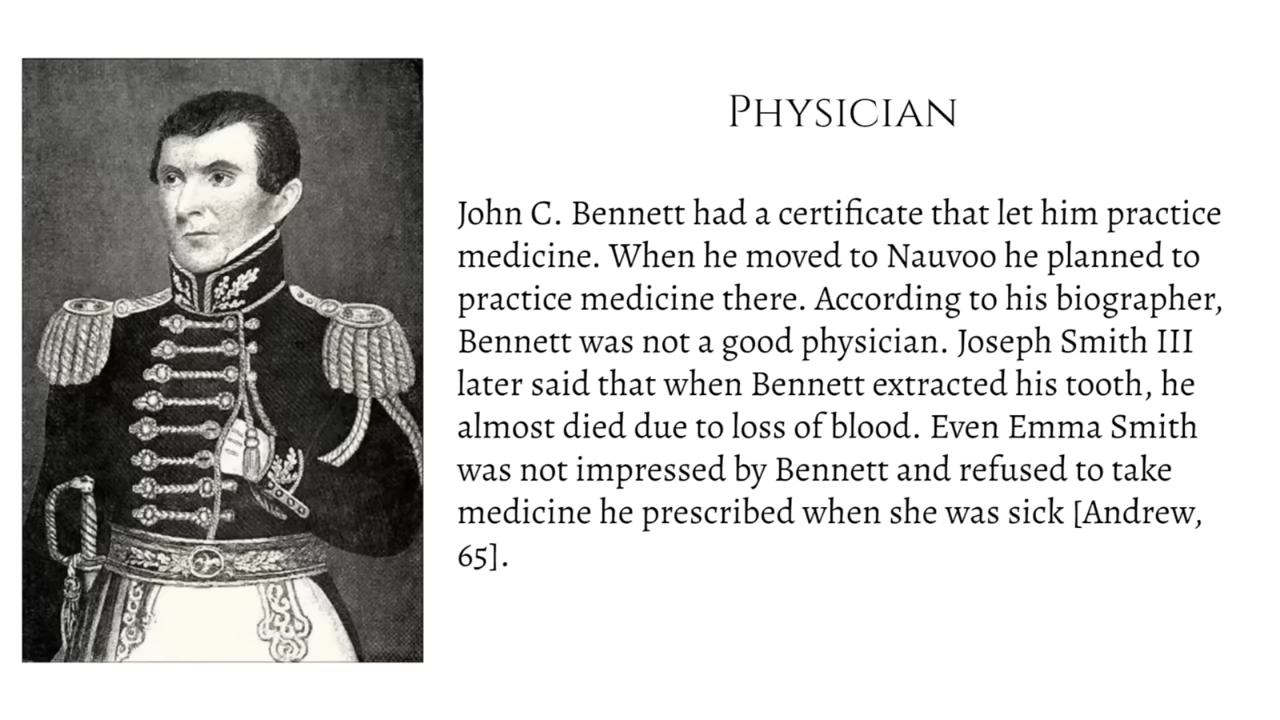 Physician
John C. Bennett had a certificate that let him practice
medicine. When he moved to Nauvoo he planned to
practice medicine there. According to his biographer,
Bennett was not a good physician. Joseph Smith III
later said that when Bennett extracted his tooth, he
almost died due to loss of blood. Even Emma Smith
was not impressed by Bennett and refused to take
medicine he prescribed when she was sick [Andrew,
65].